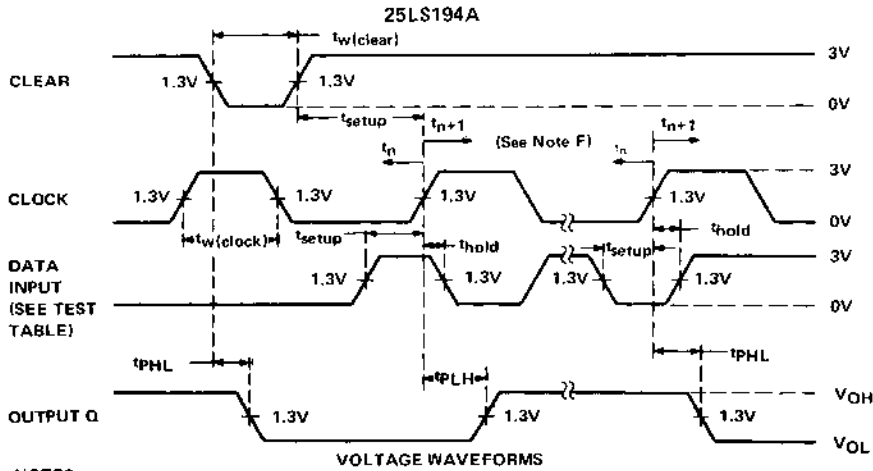 25LS194A
tw(clear)
CLEAR
1.3V
1.3V
3V
0V
tsetup
tn
tn+1
(See Note F)
tn
tn+1
CLOCK
1.3V
1.3V
1.3V
1.3V
3V
0V
tw(clock)
tsetup
thold
tsetup
thold
DATA
INPUT
(SEE TEST
TABLE)
1.3V
1.3V
1.3V
1.3V
3V
0V
tPHL
tPLH
tPHL
OUTPUT Q
1.3V
1.3V
1.3V
VOH
VOL
VOLTAGE WAVEFORMS